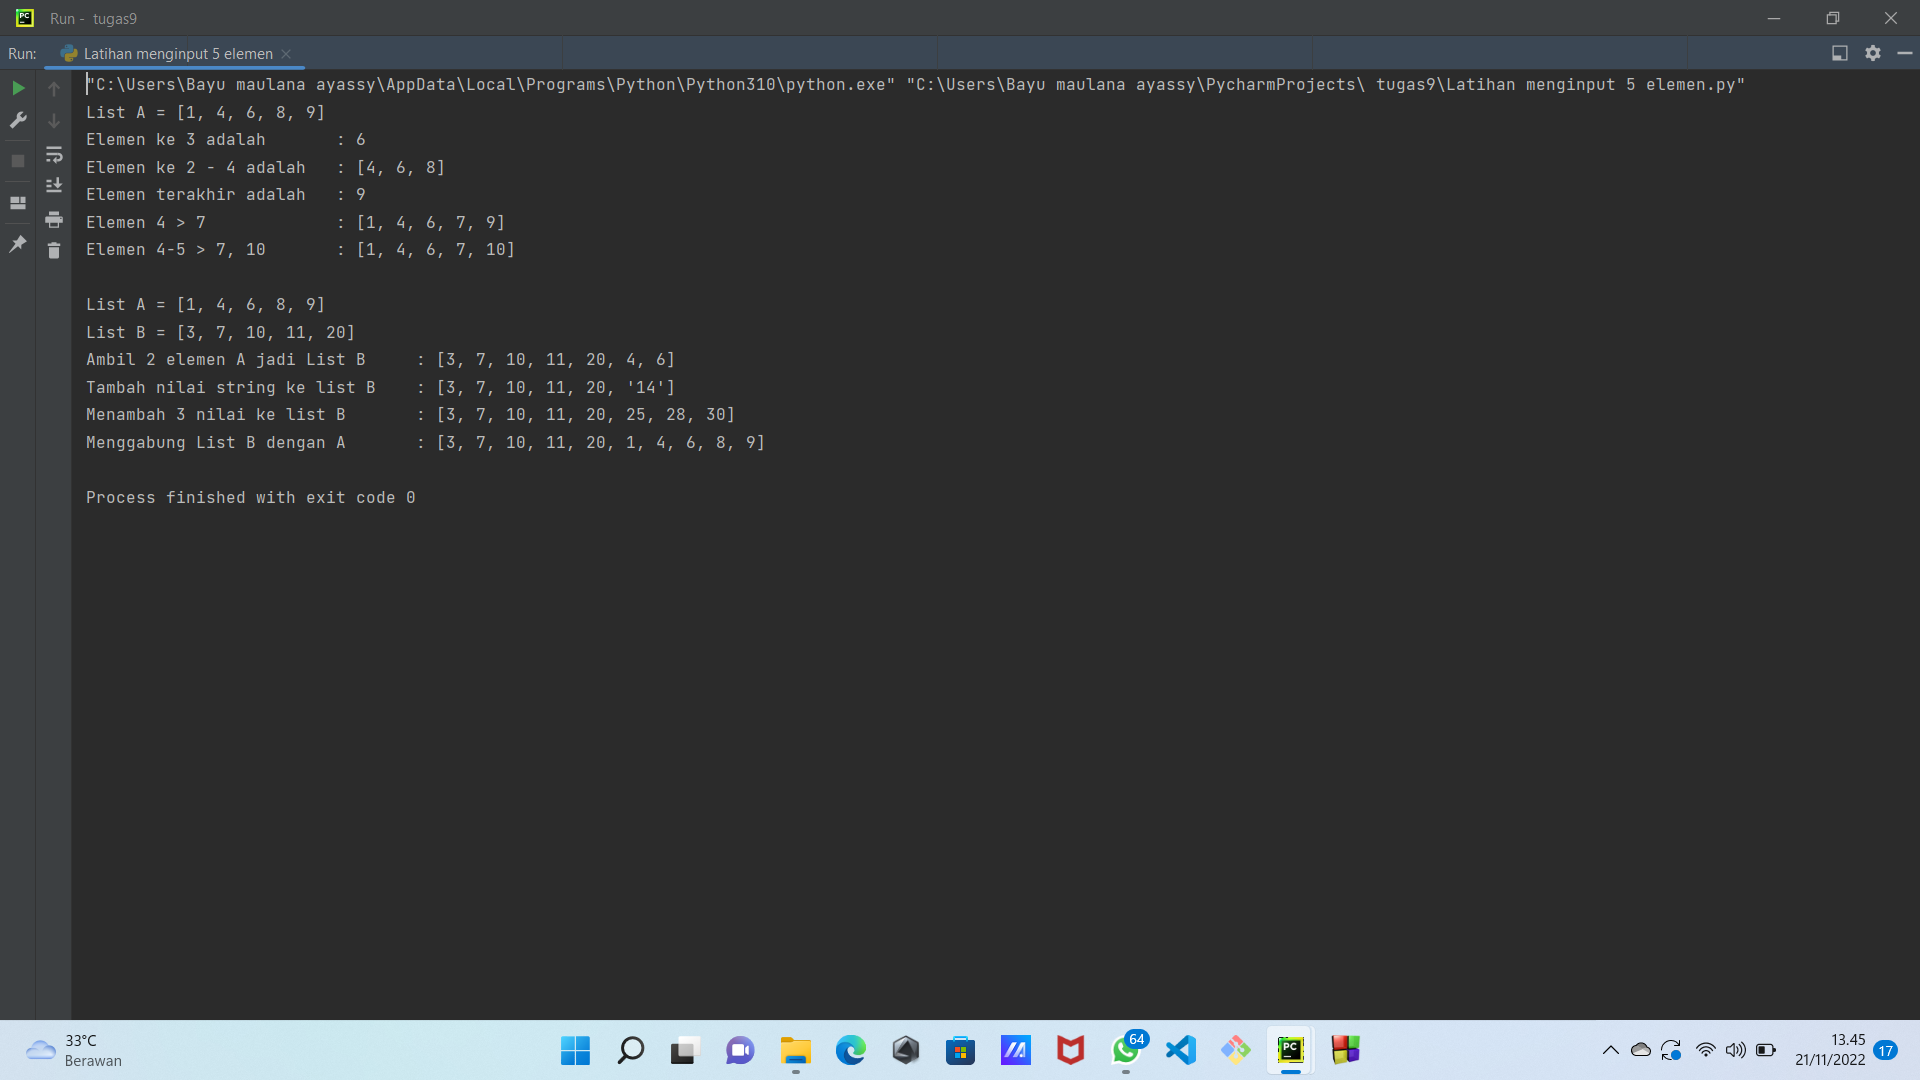 Run - tugas9
Run: Latihan menginput 5 elemen
"C:\Users\Bayu maulana ayassy\AppData\Local\Programs\Python\Python310\python.exe" "C:\Users\Bayu maulana ayassy\PycharmProjects\ tugas9\Latihan menginput 5 elemen.py"
List A = [1, 4, 6, 8, 9]
Elemen ke 3 adalah       : 6
Elemen ke 2 - 4 adalah   : [4, 6, 8]
Elemen terakhir adalah   : 9
Elemen 4 > 7             : [1, 4, 6, 7, 9]
Elemen 4-5 > 7, 10       : [1, 4, 6, 7, 10]
List A = [1, 4, 6, 8, 9]
List B = [3, 7, 10, 11, 20]
Ambil 2 elemen A jadi List B     : [3, 7, 10, 11, 20, 4, 6]
Tambah nilai string ke list B    : [3, 7, 10, 11, 20, '14']
Menambah 3 nilai ke list B       : [3, 7, 10, 11, 20, 25, 28, 30]
Menggabung List B dengan A       : [3, 7, 10, 11, 20, 1, 4, 6, 8, 9]
Process finished with exit code 0
33°C
Berawan
64
PC
13.45
21/11/2022
17